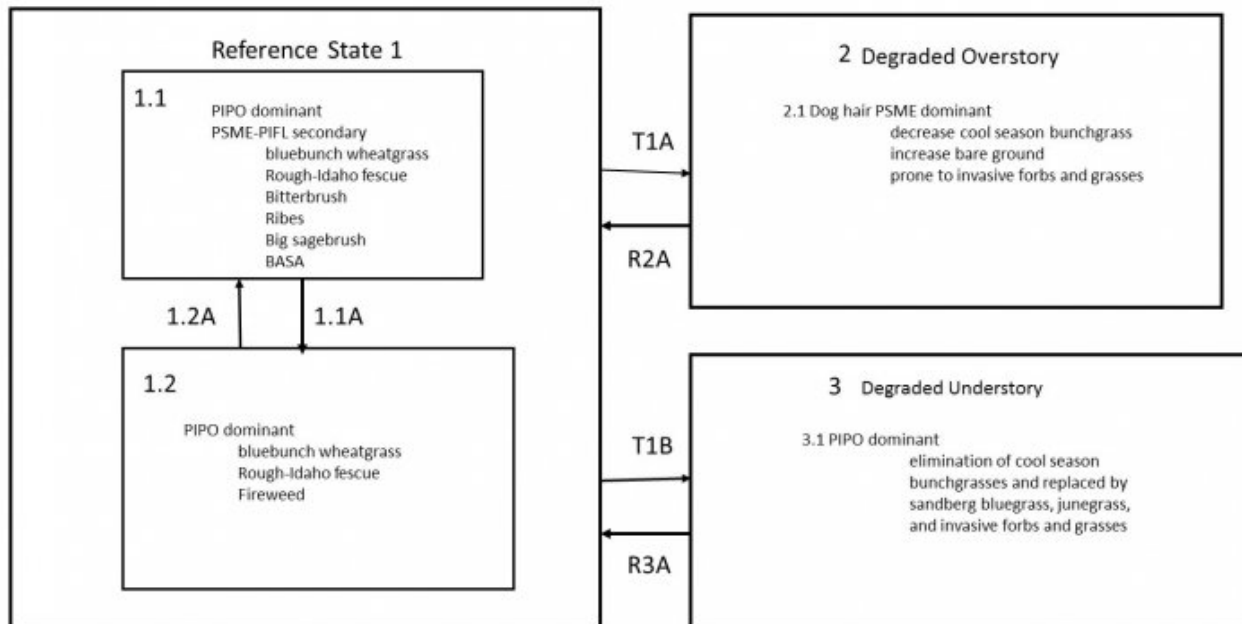 Reference State 1
1.1
PIPO dominant
PSME-PIFL secondary
bluebunch wheatgrass
Rough-Idaho fescue
Bitterbrush
Ribes
Big sagebrush
BASA
1.2A
1.1A
1.2
PIPO dominant
bluebunch wheatgrass
Rough-Idaho fescue
Fireweed
T1A
R2A
T1B
R3A
2 Degraded Overstory
2.1 Dog hair PSME dominant
decrease cool season bunchgrass
increase bare ground
prone to invasive forbs and grasses
3 Degraded Understory
3.1 PIPO dominant
elimination of cool season
bunchgrasses and replaced by
sandberg bluegrass, junegrass,
and invasive forbs and grasses